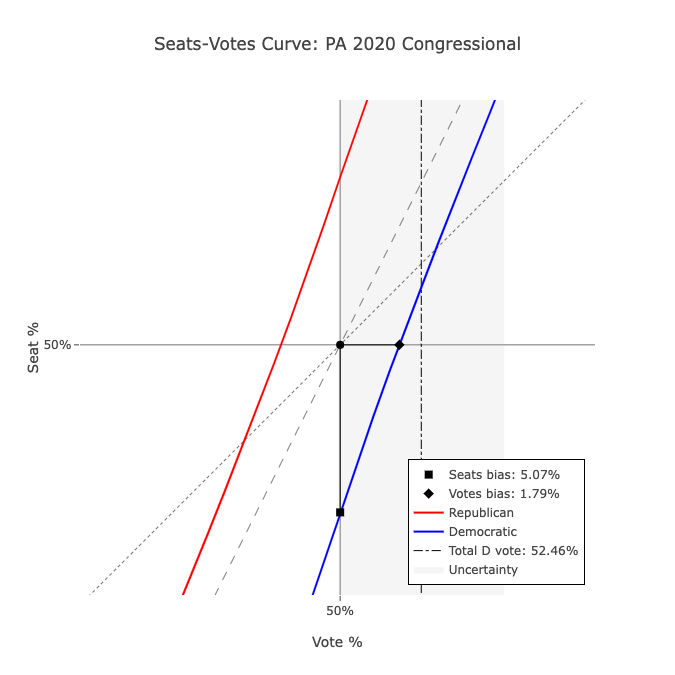 Seats-Votes Curve: PA 2020 Congressional
Seat %
50%
Seats bias: 5.07%
Votes bias: 1.79%
Republican
Democratic
Total D vote: 52.46%
Uncertainty
50%
Vote %